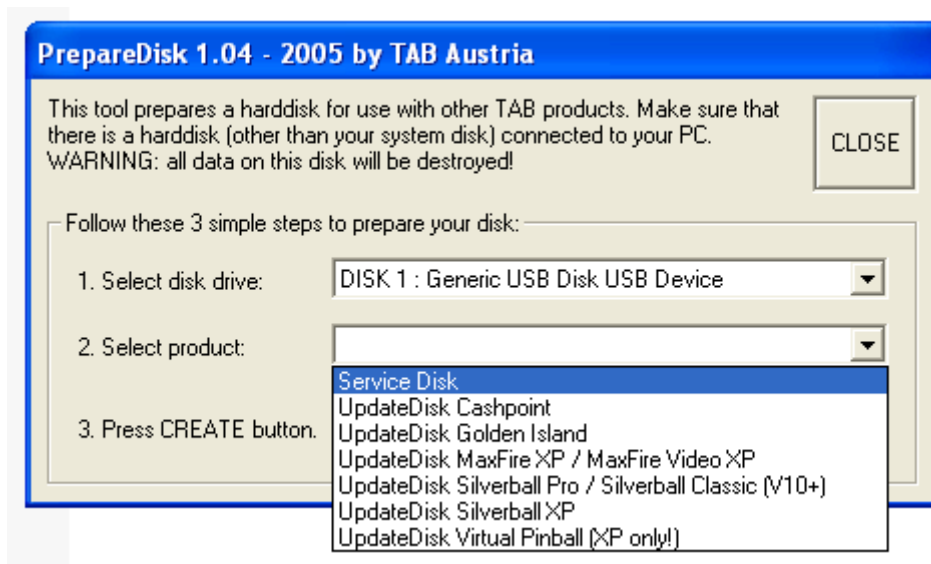 PrepareDisk 1.04 - 2005 by TAB Austria
This tool prepares a harddisk for use with other TAB products. Make sure that
there is a harddisk (other than your system disk) connected to your PC.
WARNING: all data on this disk will be destroyed!
CLOSE
Follow these 3 simple steps to prepare your disk:
1. Select disk drive:
DISK 1 : Generic USB Disk USB Device
2. Select product:
Service Disk
UpdateDisk Cashpoint
UpdateDisk Golden Island
3. Press CREATE button.
UpdateDisk MaxFire XP / MaxFire Video XP
UpdateDisk Silverball Pro / Silverball Classic (V10+)
UpdateDisk Silverball XP
UpdateDisk Virtual Pinball (XP only!)